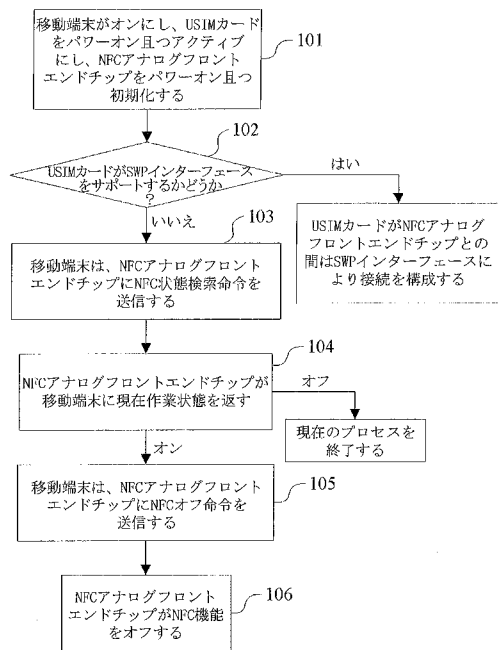 移動端末がオンにし、USIMカード
をパワーオン且つアクティブ
にし、NFCアナログフロント
エンドチップをパワーオン且つ
初期化する
101
102
USIMカードがSWPインターフェース
をサポートするかどうか
?
はい
いいえ
103
USIMカードがNFCアナログ
フロントエンドチップとの
間はSWPインターフェースに
より接続を構成する
移動端末は、NFCアナログフロント
エンドチップにNFC状態検索命令を
送信する
104
NFCアナログフロントエンドチップが
移動端末に現在作業状態を返す
オフ
現在のプロセスを
終了する
オン
105
移動端末は、NFCアナログフロント
エンドチップにNFCオフ命令を
送信する
106
NFCアナログフロント
エンドチップがNFC機能
をオフする